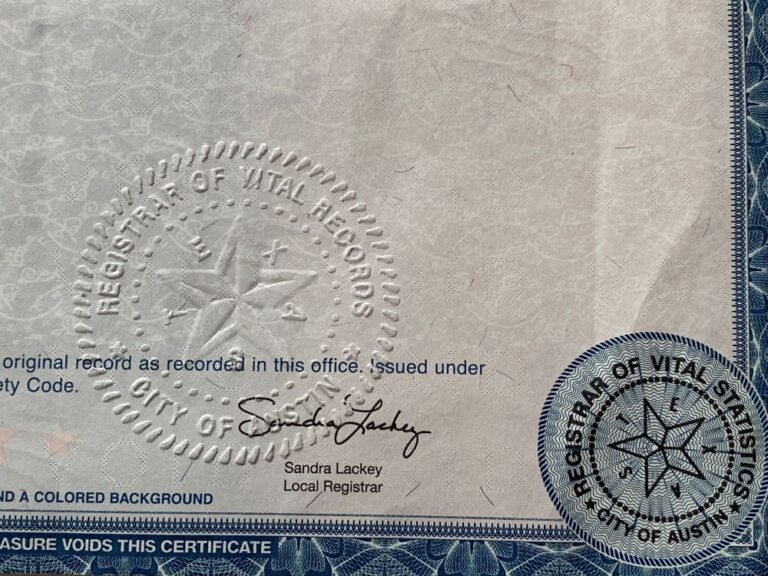 REGISTRAR OF VITAL RECORDS
TEXAS
CITY OF AUSTIN
original record as recorded in this office. Issued under
ety Code.
Sandra Lackey
Sandra Lackey
Local Registrar
REGISTRAR OF VITAL STATISTICS
TEXAS
CITY OF AUSTIN
ND A COLORED BACKGROUND
ASURE VOIDS THIS CERTIFICATE